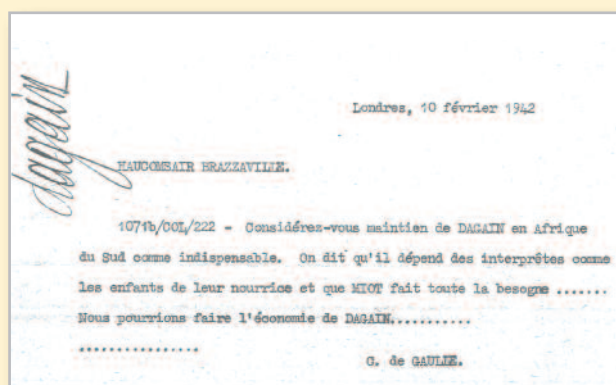 dagain
Londres, 10 février 1942
HAUCOMSAIR BRAZZAVILLE.
1071b/COL/222 - Considérez-vous maintien de DAGAIN en Afrique
du Sud comme indispensable. On dit qu'il dépend des interprêtes comme
les enfants de leur nourrice et que MIOT fait toute la besogne .......
Nous pourrions faire l'économie de DAGAIN...........
................
C. de GAULLE.